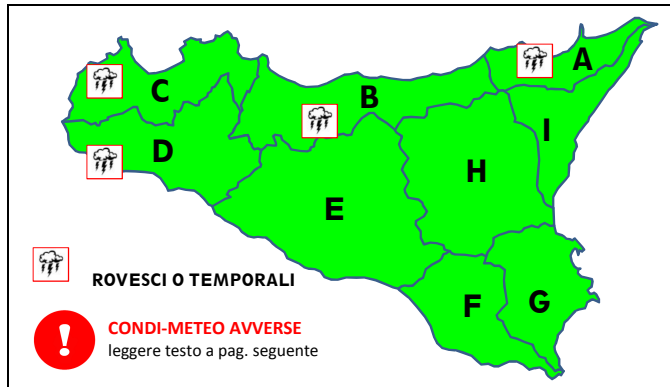 A
C
B
I
D
H
E
F
G
ROVESCI O TEMPORALI
!
CONDI-METEO AVVERSE
leggere testo a pag. seguente